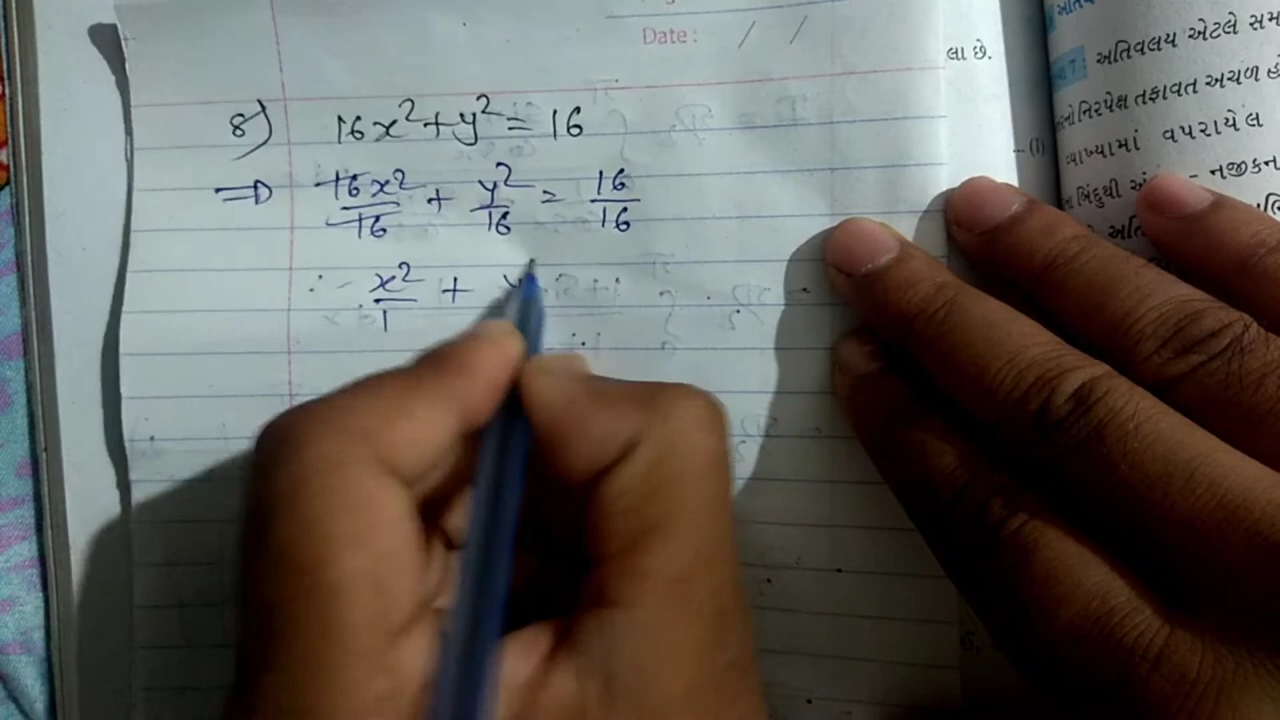 Date: / /
8) 16x² + y² = 16
⇒ 16x²/16 + y²/16 = 16/16
∴ x²/1 + y
લા છે.
... (1)
અતિવલય એટલે સમ
નિરપેક્ષ તફાવત અચળ હો
વ્યાખ્યામાં વપરાયેલ
બિંદુથી - નજીકન